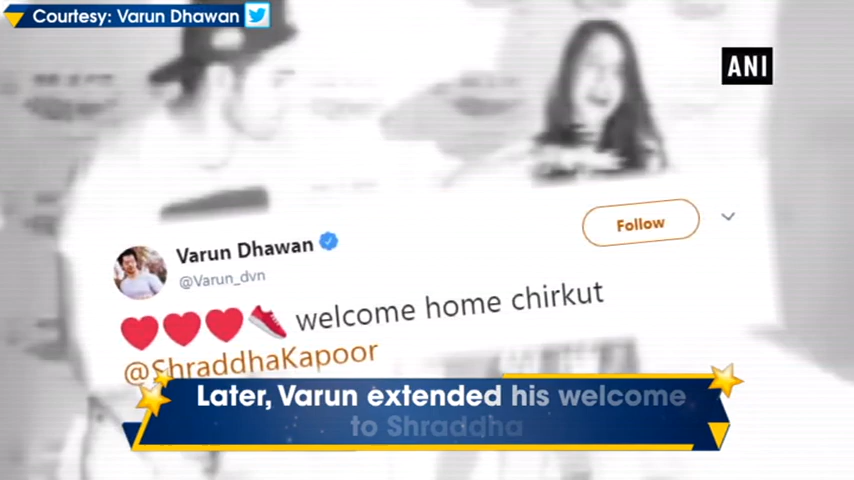 Courtesy: Varun Dhawan
ANI
Varun Dhawan
Follow
@Varun_dvn
welcome home chirkut
@ShraddhaKapoor
Later, Varun extended his welcome
to Shraddha